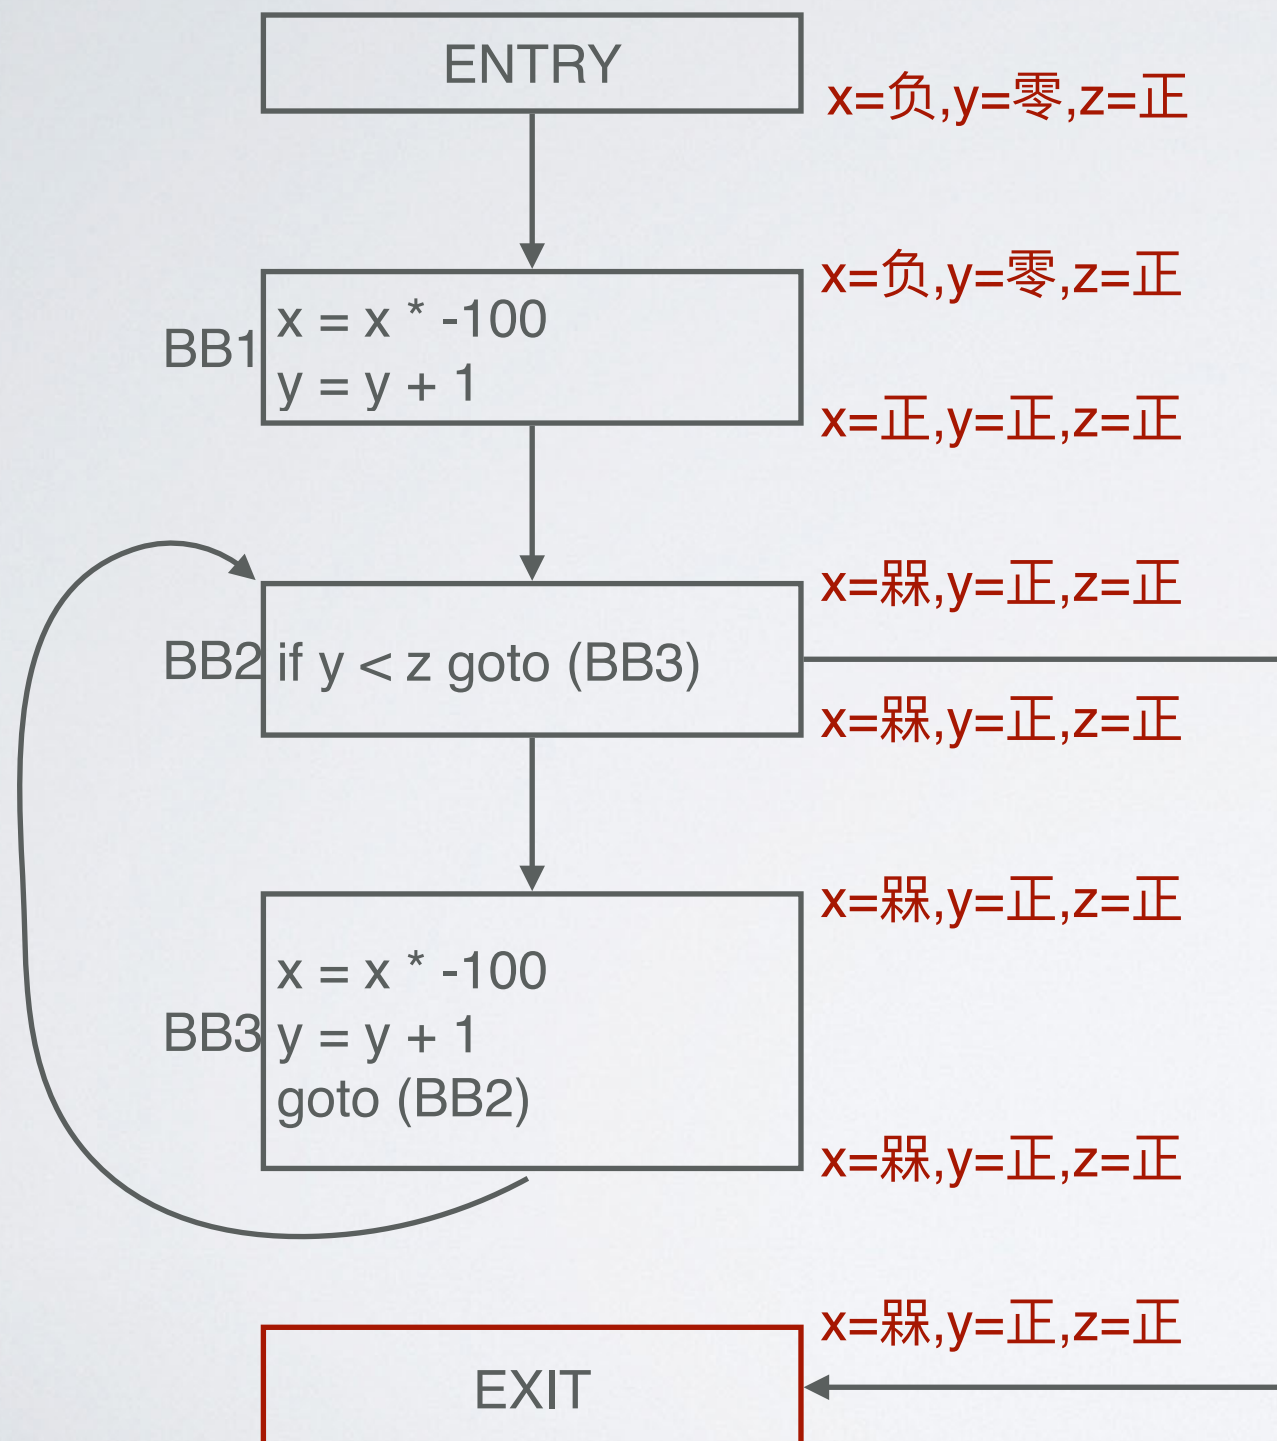 ENTRY
x=负,y=零,z=正
x=负,y=零,z=正
BB1
x = x * -100
y = y + 1
x=正,y=正,z=正
x=槑,y=正,z=正
BB2
if y < z goto (BB3)
x=槑,y=正,z=正
x=槑,y=正,z=正
BB3
x = x * -100
y = y + 1
goto (BB2)
x=槑,y=正,z=正
x=槑,y=正,z=正
EXIT